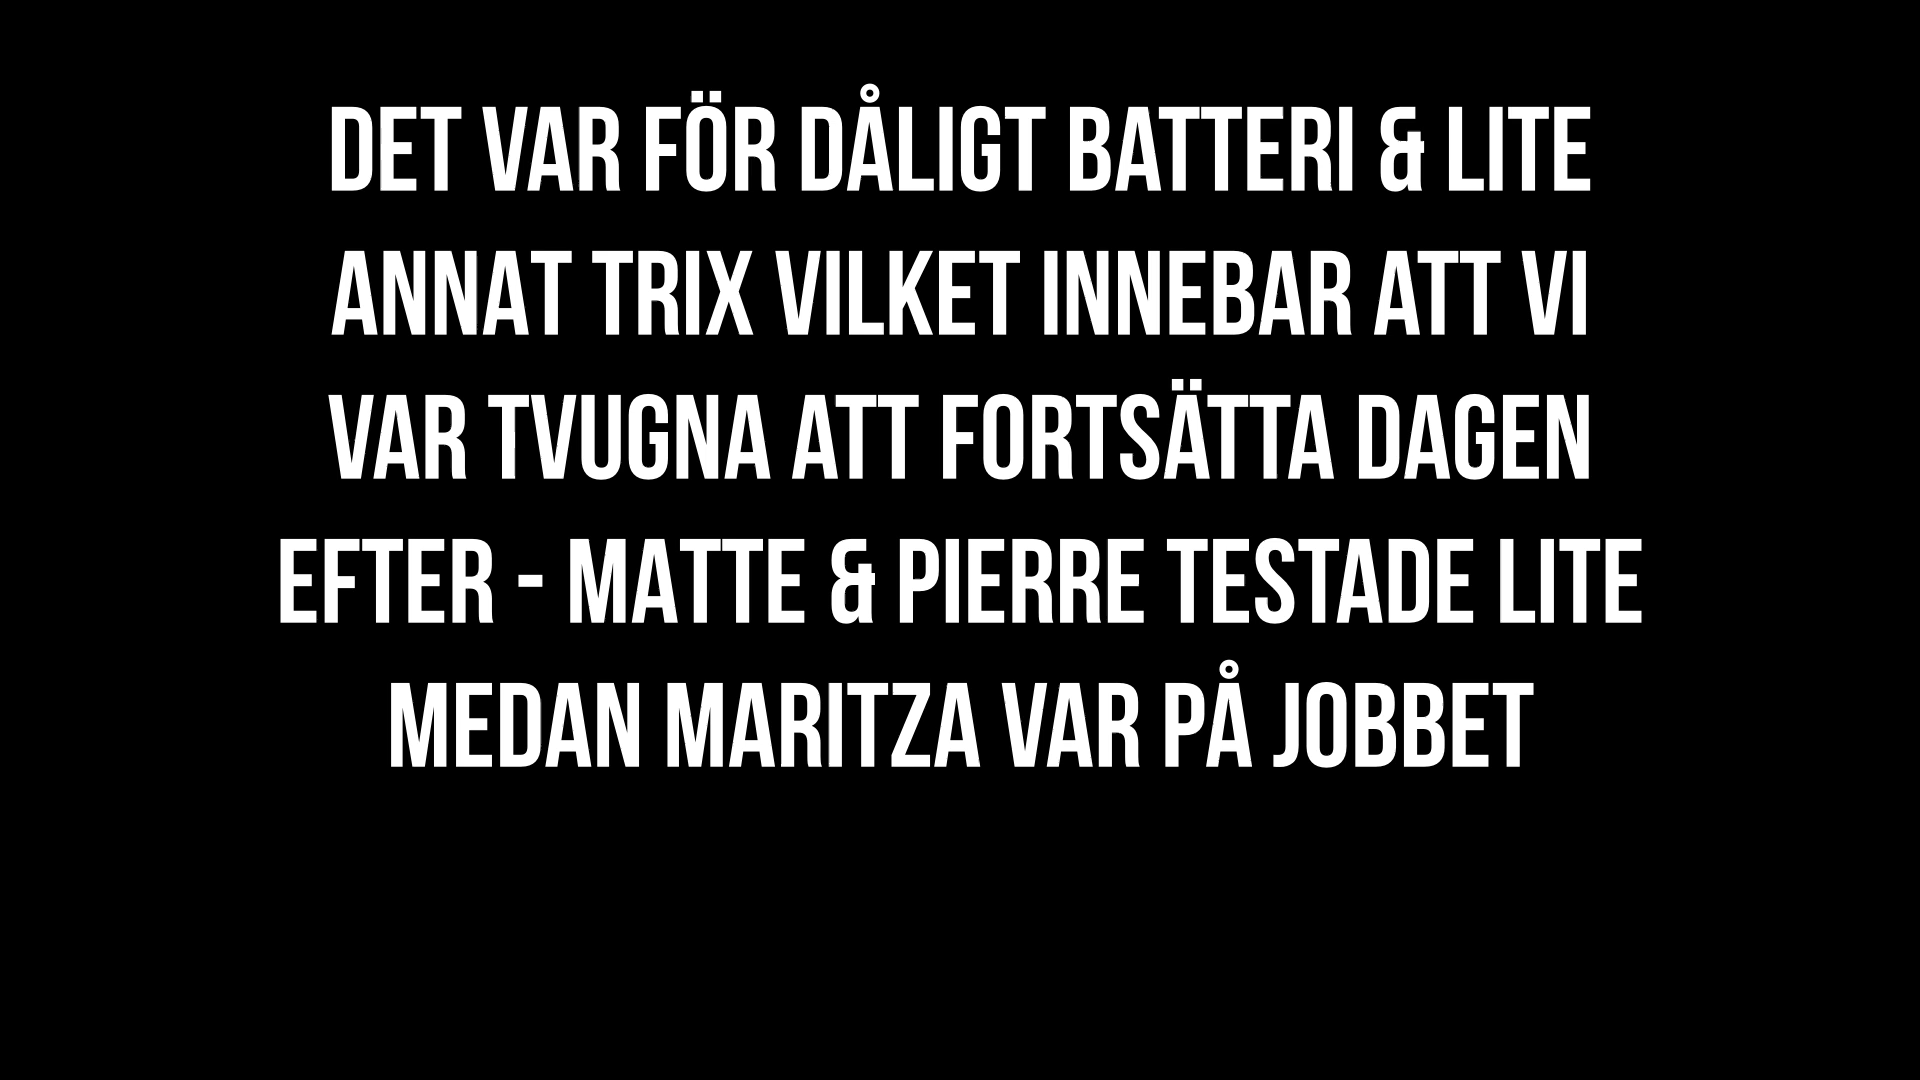 DET VAR FÖR DÅLIGT BATTERI & LITE
ANNAT TRIX VILKET INNEBAR ATT VI
VAR TVUGNA ATT FORTSÄTTA DAGEN
EFTER - MATTE & PIERRE TESTADE LITE
MEDAN MARITZA VAR PÅ JOBBET